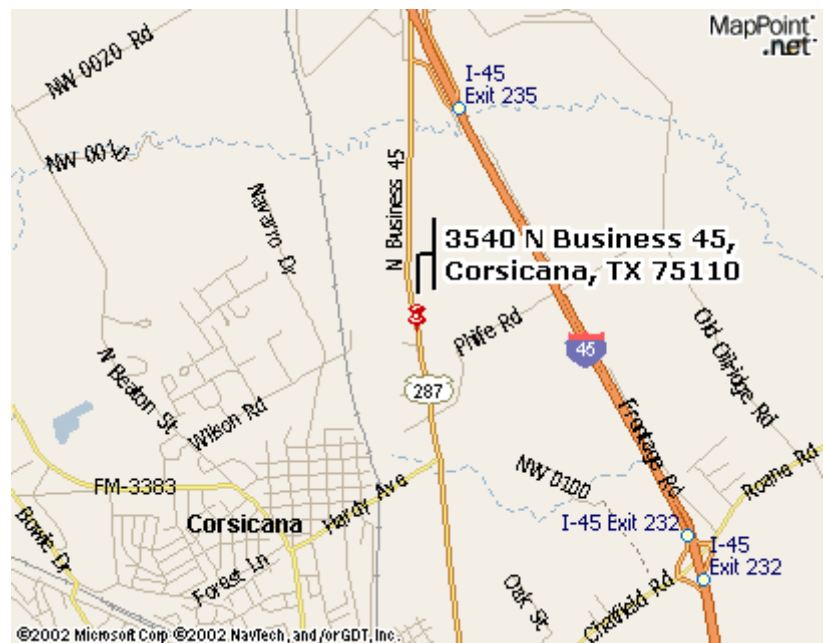 MapPoint
.net
NW 0020 Rd
I-45
Exit 235
NW 001
N Business 45
Navarro Dr
3540 N Business 45,
Corsicana, TX 75110
Phife Rd
45
Old Oilridge Rd
N Beaton St
287
Wilson Rd
Frontage Rd
FM-3383
NW 0100
Roane Rd
Hardy Ave
Corsicana
Bowie Dr
I-45 Exit 232
I-45
Exit 232
Forest Ln
Oak St
Chatfield Rd
©2002 Microsoft Corp ©2002 NavTech, and/or GDT, Inc.